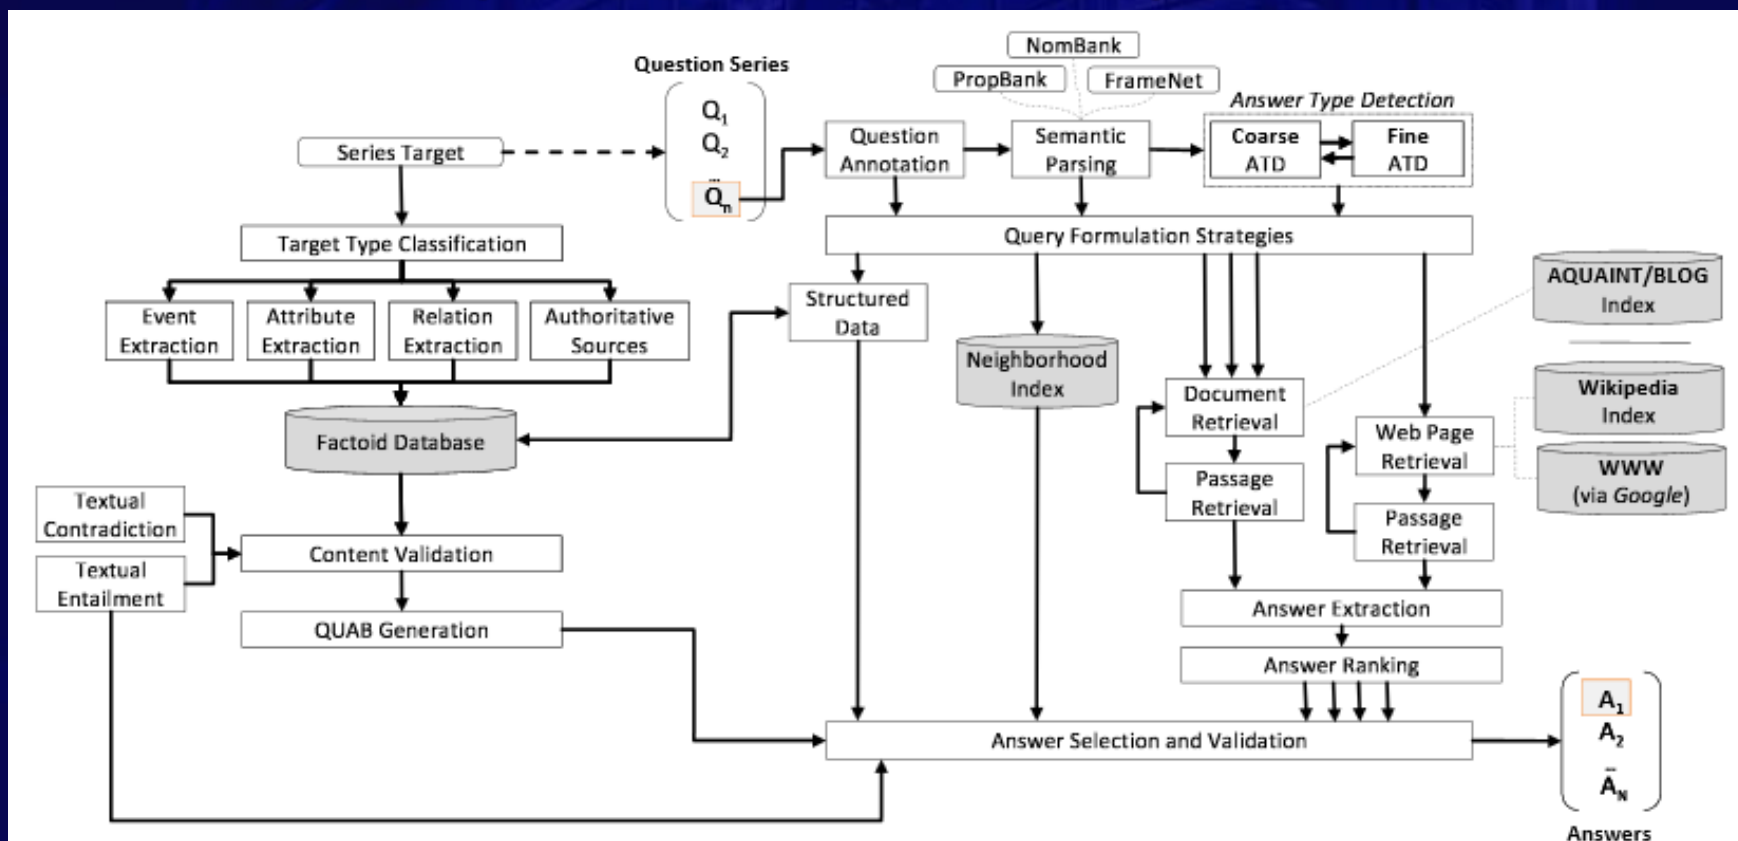 NomBank
Question Series
PropBank
FrameNet
Answer Type Detection
Q1
Q2
...
Qn
Series Target
Question
Annotation
Semantic
Parsing
Coarse
ATD
Fine
ATD
Target Type Classification
Query Formulation Strategies
Event
Extraction
Attribute
Extraction
Relation
Extraction
Authoritative
Sources
Structured
Data
AQUAINT/BLOG
Index
Neighborhood
Index
Document
Retrieval
Wikipedia
Index
Factoid Database
Web Page
Retrieval
WWW
(via Google)
Passage
Retrieval
Passage
Retrieval
Textual
Contradiction
Content Validation
Textual
Entailment
Answer Extraction
QUAB Generation
Answer Ranking
Answer Selection and Validation
A1
A2
..
AN
Answers